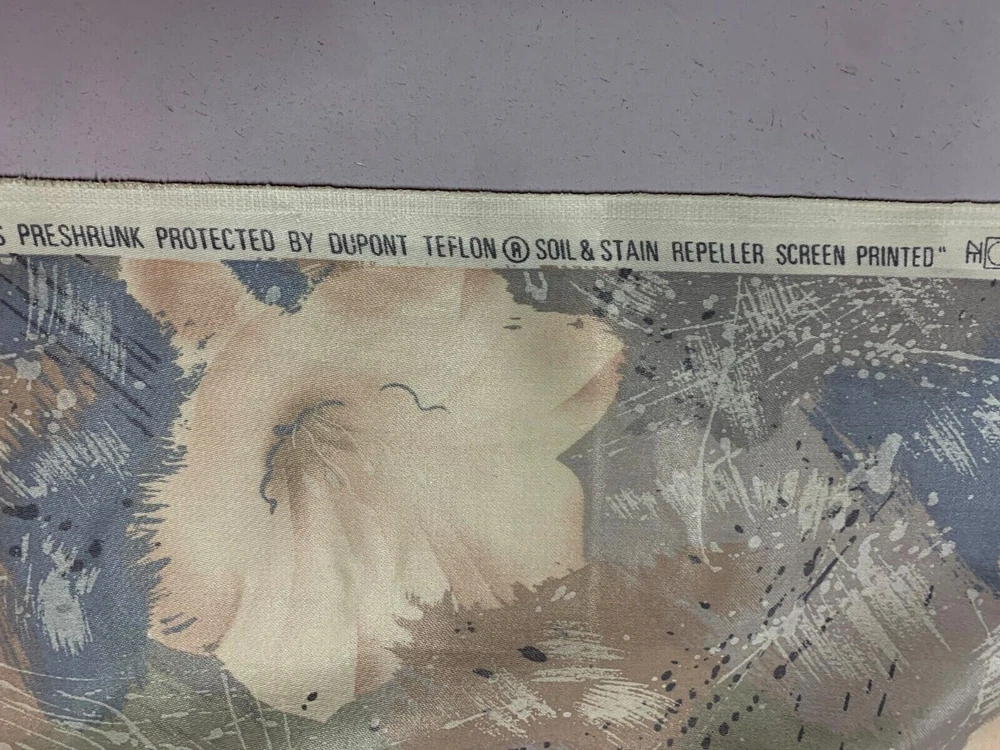 S PRESHRUNK PROTECTED BY DUPONT TEFLON ® SOIL & STAIN REPELLER SCREEN PRINTED"